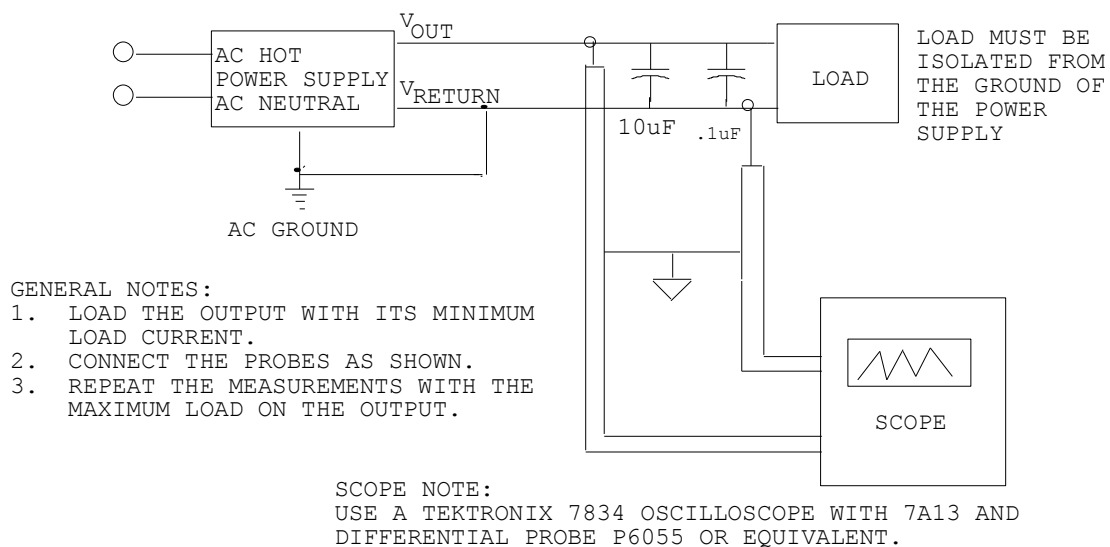 V
OUT
AC HOT
POWER SUPPLY
AC NEUTRAL
V
RETURN
10uF
.1uF
LOAD
LOAD MUST BE
ISOLATED FROM
THE GROUND OF
THE POWER
SUPPLY
AC GROUND
GENERAL NOTES:
1. LOAD THE OUTPUT WITH ITS MINIMUM
LOAD CURRENT.
2. CONNECT THE PROBES AS SHOWN.
3. REPEAT THE MEASUREMENTS WITH THE
MAXIMUM LOAD ON THE OUTPUT.
SCOPE
SCOPE NOTE:
USE A TEKTRONIX 7834 OSCILLOSCOPE WITH 7A13 AND
DIFFERENTIAL PROBE P6055 OR EQUIVALENT.